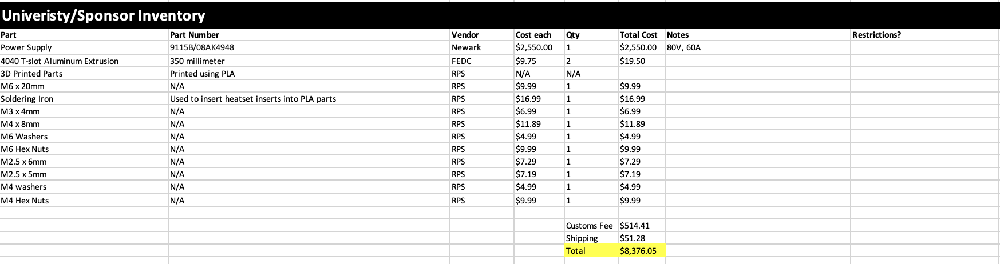 Univeristy/Sponsor Inventory
Part Part Number Vendor Cost each Qty Total Cost Notes Restrictions?
Power Supply 9115B/08AK4948 Newark $2,550.00 1 $2,550.00 80V, 60A
4040 T-slot Aluminum Extrusion 350 millimeter FEDC $9.75 2 $19.50
3D Printed Parts Printed using PLA RPS N/A N/A
M6 x 20mm N/A RPS $9.99 1 $9.99
Soldering Iron Used to insert heatset inserts into PLA parts RPS $16.99 1 $16.99
M3 x 4mm N/A RPS $6.99 1 $6.99
M4 x 8mm N/A RPS $11.89 1 $11.89
M6 Washers N/A RPS $4.99 1 $4.99
M6 Hex Nuts N/A RPS $9.99 1 $9.99
M2.5 x 6mm N/A RPS $7.29 1 $7.29
M2.5 x 5mm N/A RPS $7.19 1 $7.19
M4 washers N/A RPS $4.99 1 $4.99
M4 Hex Nuts N/A RPS $9.99 1 $9.99
Customs Fee $514.41
Shipping $51.28
Total $8,376.05